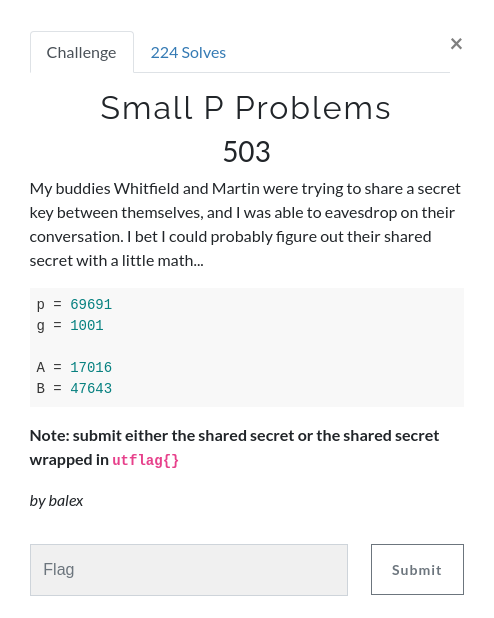 Challenge
224 Solves
×
Small P Problems
503
My buddies Whitfield and Martin were trying to share a secret
key between themselves, and I was able to eavesdrop on their
conversation. I bet I could probably figure out their shared
secret with a little math...
p = 69691
g = 1001
A = 17016
B = 47643
Note: submit either the shared secret or the shared secret
wrapped in utflag{}
by balex
Flag
Submit